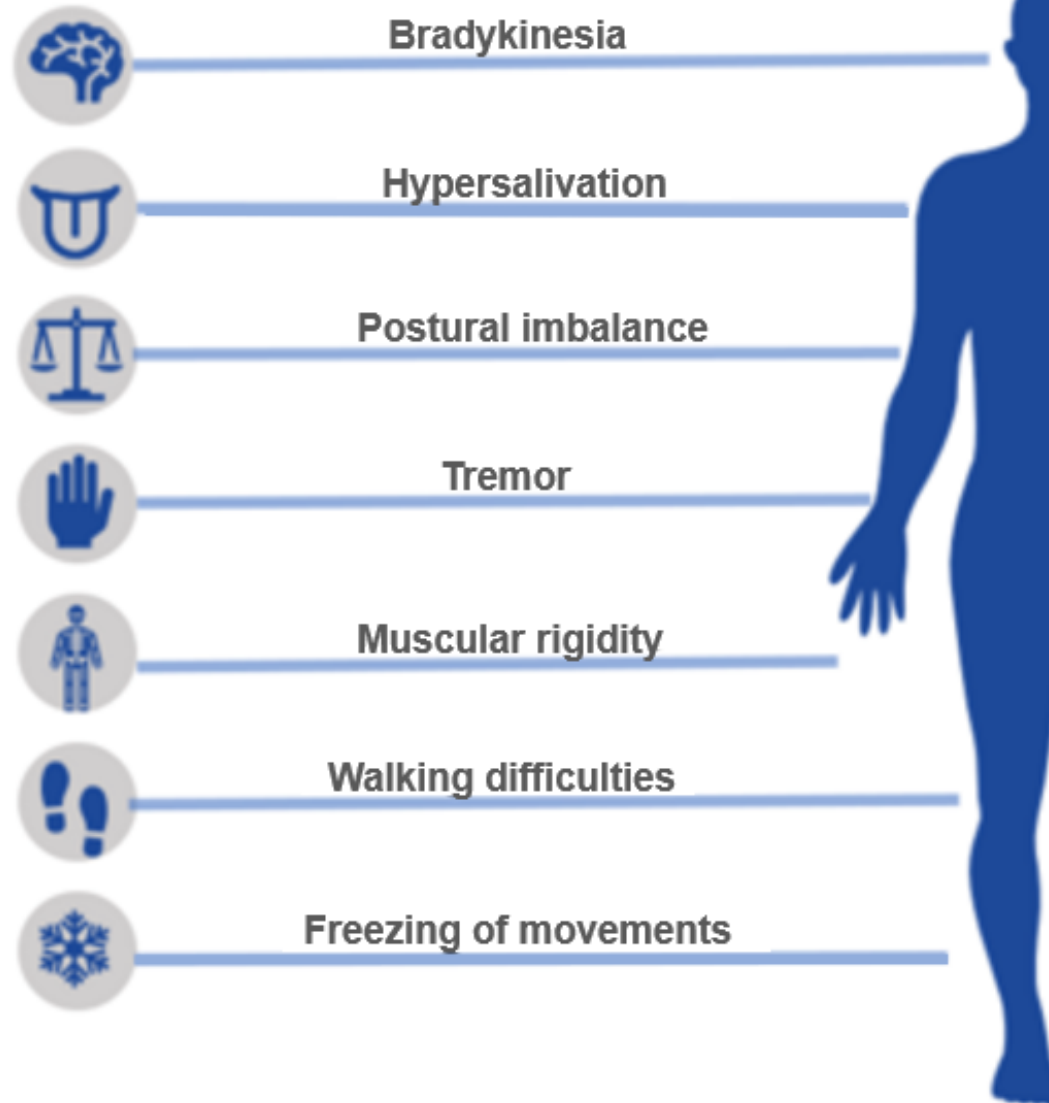 Bradykinesia
Hypersalivation
Postural imbalance
Tremor
Muscular rigidity
Walking difficulties
Freezing of movements